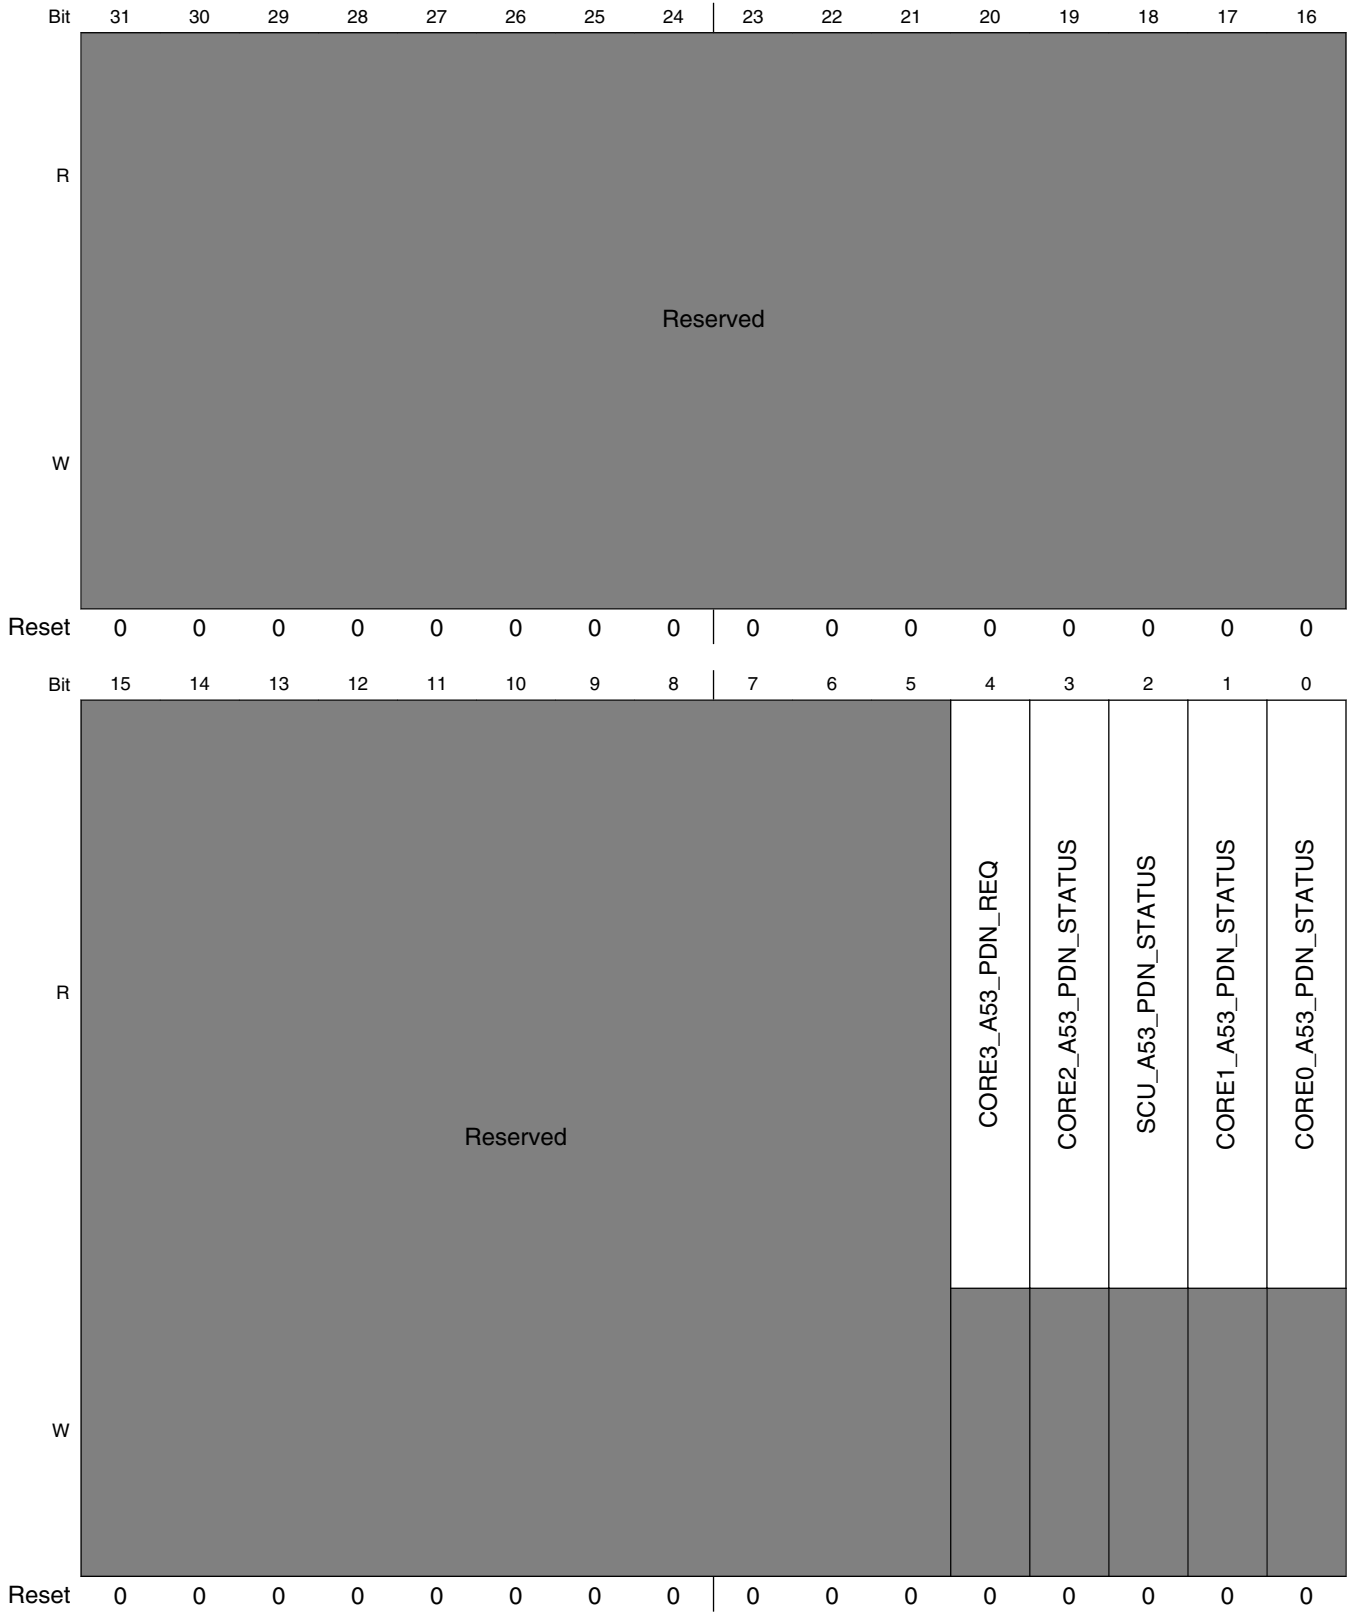 Bit 31 30 29 28 27 26 25 24 23 22 21 20 19 18 17 16
R
Reserved
W
Reset 0 0 0 0 0 0 0 0 0 0 0 0 0 0 0 0
Bit 15 14 13 12 11 10 9 8 7 6 5 4 3 2 1 0
R
CORE3_A53_PDN_REQ
CORE2_A53_PDN_STATUS
SCU_A53_PDN_STATUS
CORE1_A53_PDN_STATUS
CORE0_A53_PDN_STATUS
Reserved
W
Reset 0 0 0 0 0 0 0 0 0 0 0 0 0 0 0 0